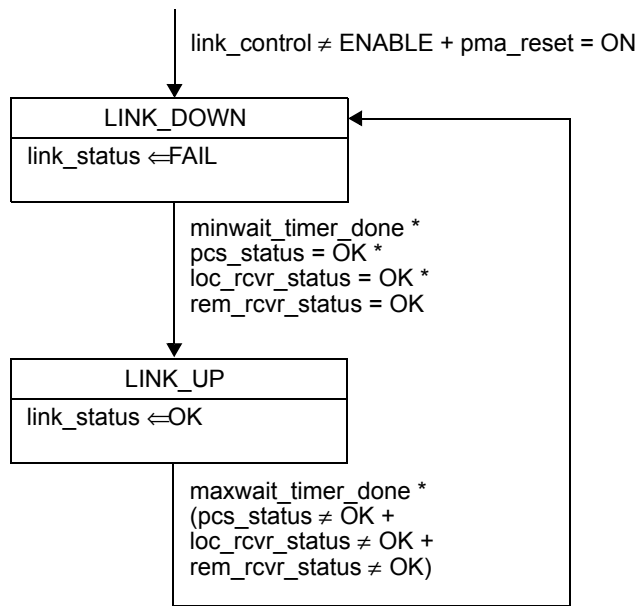 link_control ≠ ENABLE + pma_reset = ON
LINK_DOWN
link_status ⇐FAIL
minwait_timer_done *
pcs_status = OK *
loc_rcvr_status = OK *
rem_rcvr_status = OK
LINK_UP
link_status ⇐OK
maxwait_timer_done *
(pcs_status ≠ OK +
loc_rcvr_status ≠ OK +
rem_rcvr_status ≠ OK)